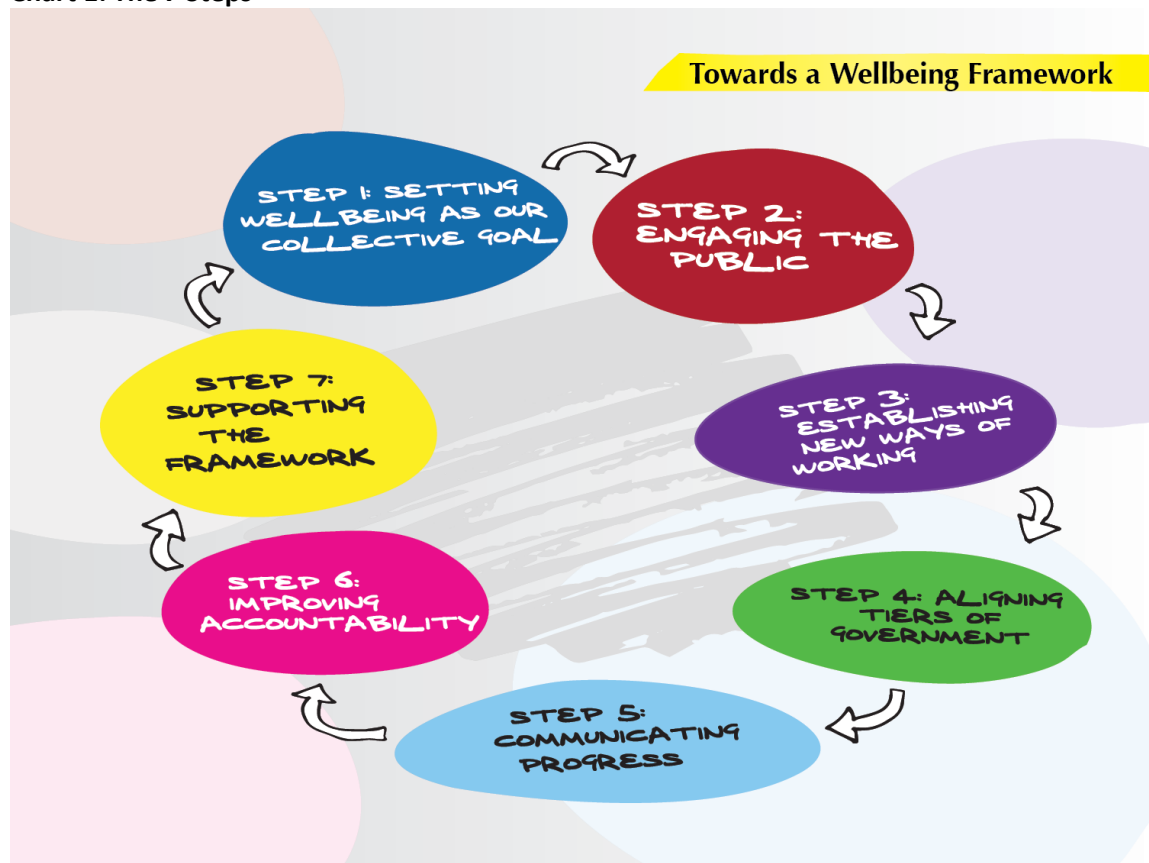 Towards a Wellbeing Framework
STEP 1: SETTING
WELLBEING AS OUR
COLLECTIVE GOAL
STEP 2:
ENGAGING THE
PUBLIC
STEP 3:
ESTABLISHING
NEW WAYS OF
WORKING
STEP 4: ALIGNING
TIERS OF
GOVERNMENT
STEP 5:
COMMUNICATING
PROGRESS
STEP 6:
IMPROVING
ACCOUNTABILITY
STEP 7:
SUPPORTING
THE
FRAMEWORK